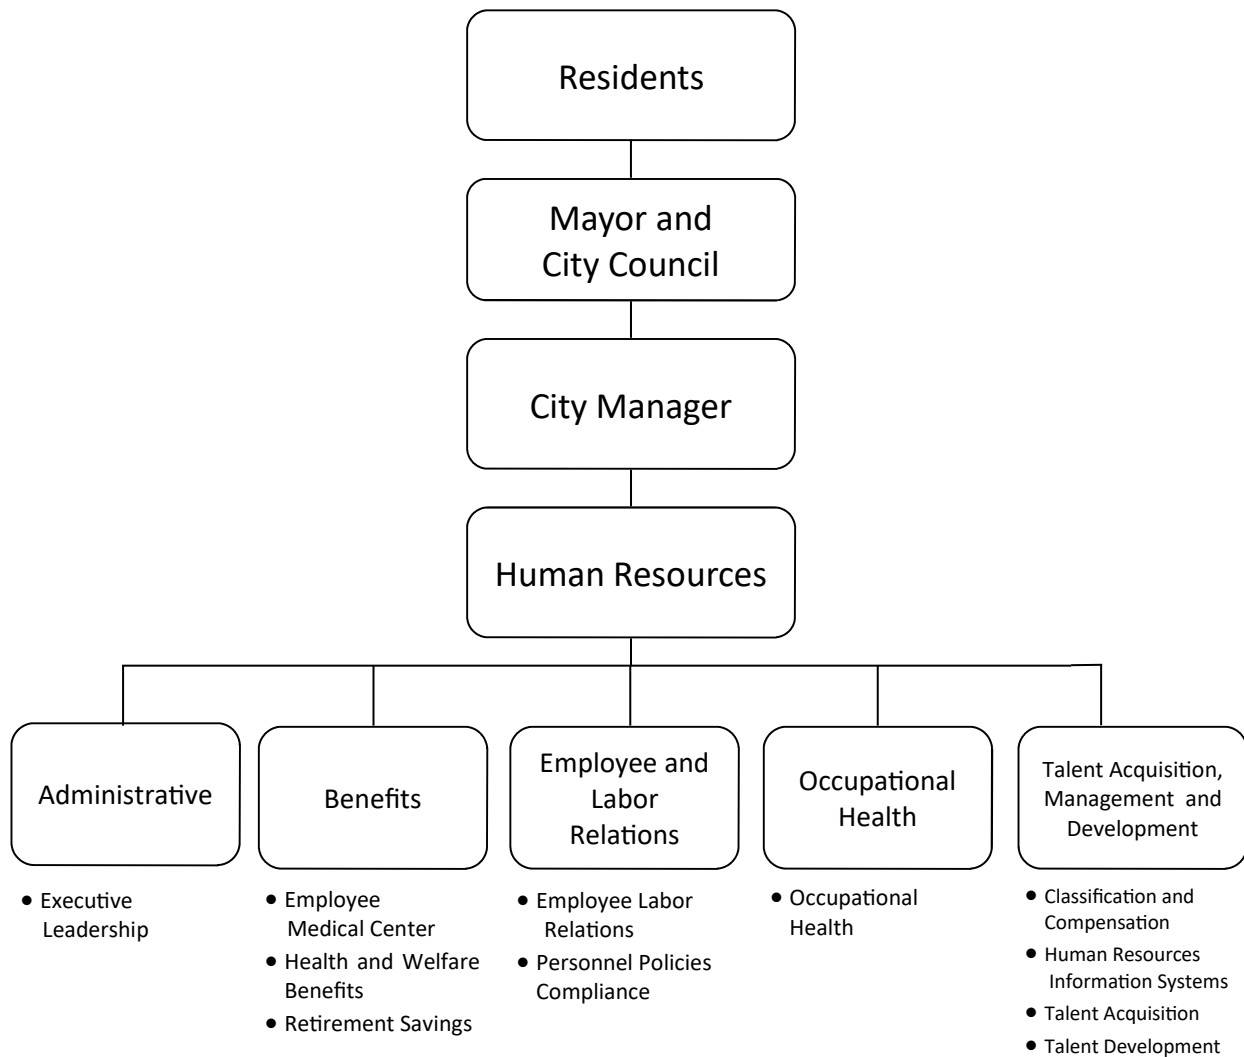 Residents
Mayor and
City Council
City Manager
Human Resources
Administrative
Benefits
Employee and
Labor
Relations
Occupational
Health
Talent Acquisition,
Management and
Development
• Executive
Leadership
• Employee
Medical Center
• Health and Welfare
Benefits
• Retirement Savings
• Employee Labor
Relations
• Personnel Policies
Compliance
• Occupational
Health
• Classification and
Compensation
• Human Resources
Information Systems
• Talent Acquisition
• Talent Development